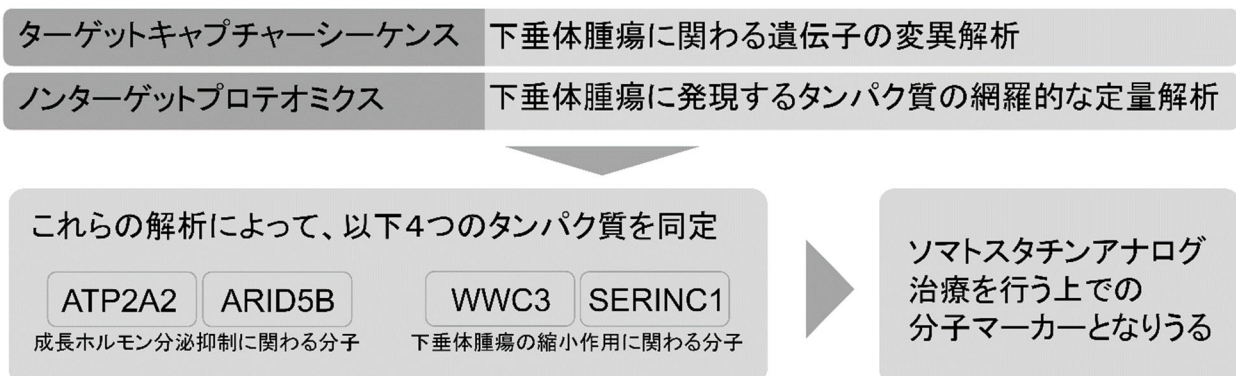 ターゲットキャプチャーシーケンス 下垂体腫瘍に関わる遺伝子の変異解析
ノンターゲットプロテオミクス 下垂体腫瘍に発現するタンパク質の網羅的な定量解析
これらの解析によって、以下４つのタンパク質を同定
ATP2A2 ARID5B WWC3 SERINC1
成長ホルモン分泌抑制に関わる分子 下垂体腫瘍の縮小作用に関わる分子
ソマトスタチンアナログ
治療を行う上での
分子マーカーとなりうる